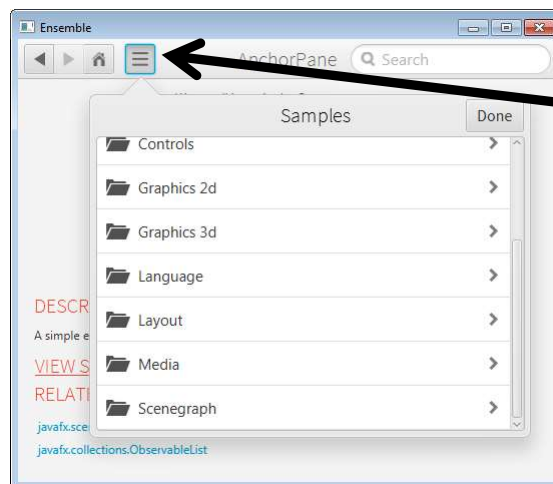 Ensemble
AnchorPane Search
Samples Done
Controls
Graphics 2d
Graphics 3d
Language
Layout
Media
Scenegraph
DESCR
A simple e
VIEW S
RELATI
javafx.sce
javafx.collections.ObservableList